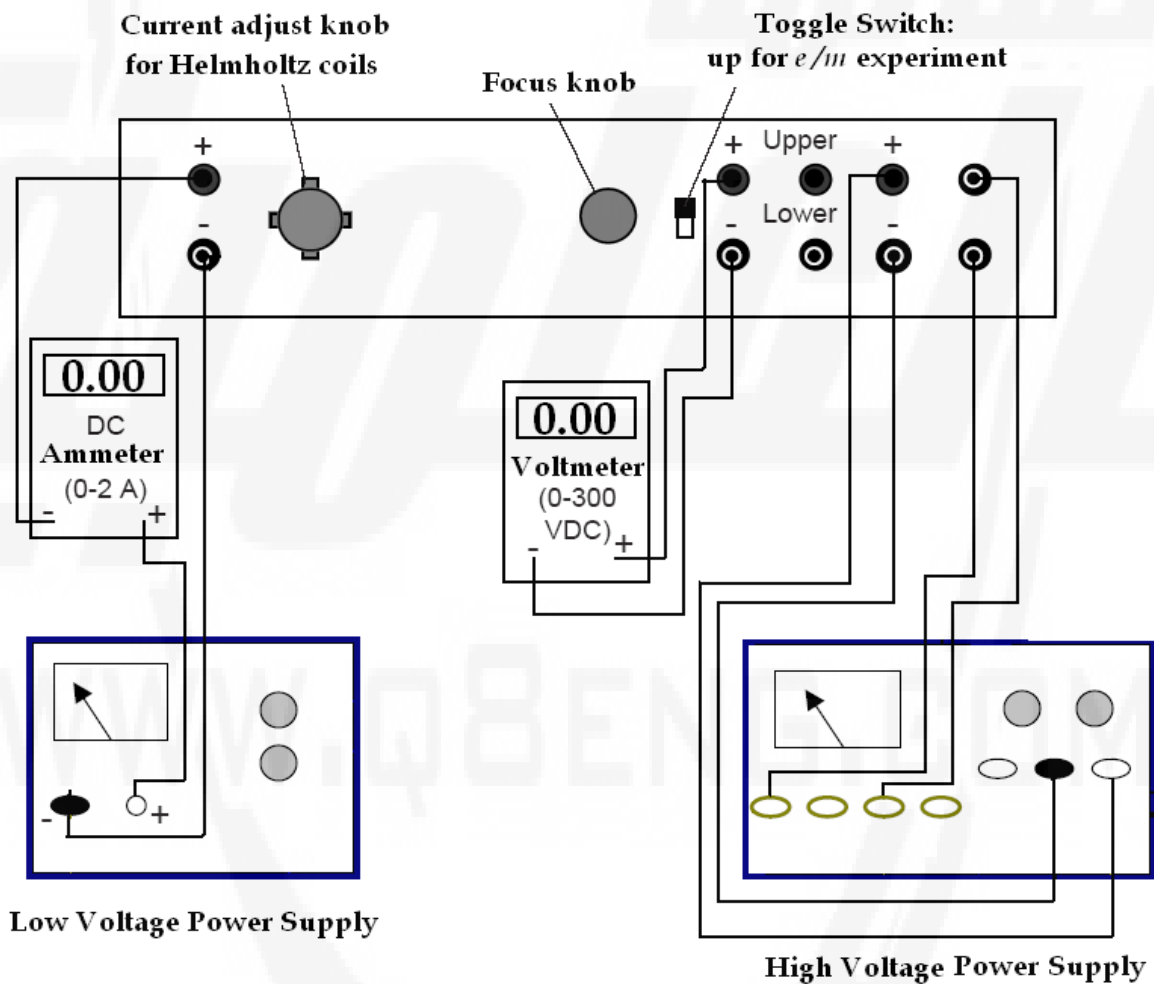 Current adjust knob
for Helmholtz coils
Toggle Switch:
up for e/m experiment
Focus knob
+
+
Upper
+
-
-
Lower
-
0.00
DC
Ammeter
(0-2 A)
-
+
0.00
Voltmeter
(0-300
VDC)
-
+
-
+
Low Voltage Power Supply
High Voltage Power Supply
WWW.Q8ENG.COM